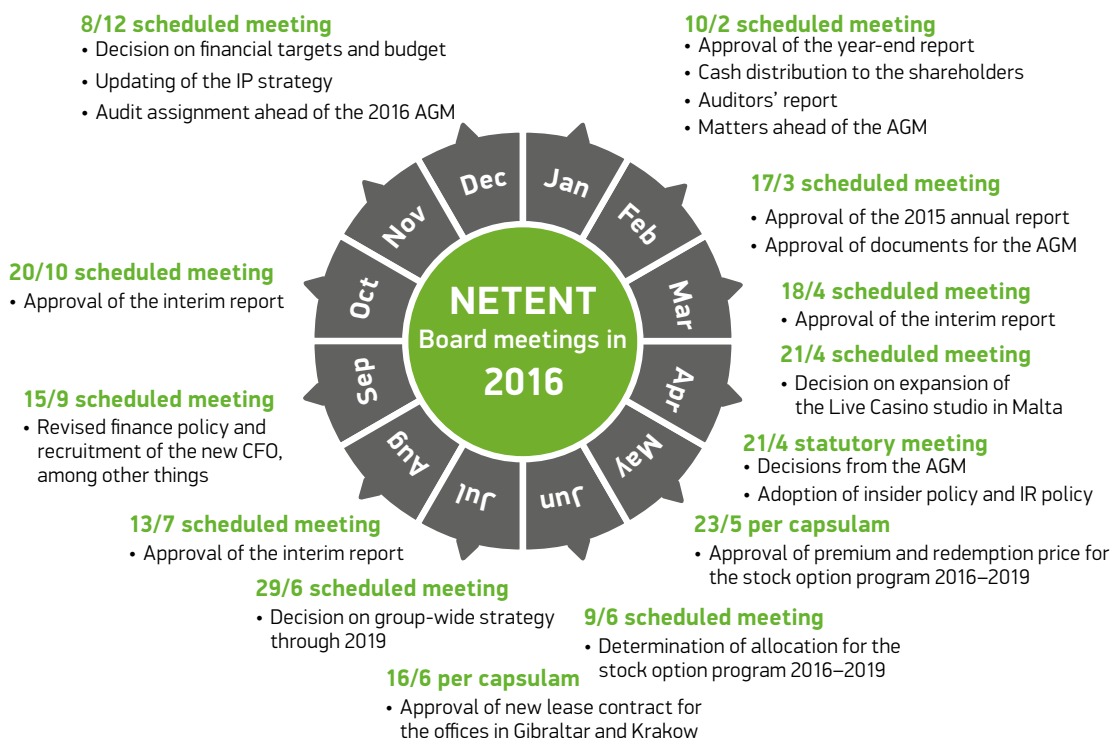 8/12 scheduled meeting
• Decision on financial targets and budget
• Updating of the IP strategy
• Audit assignment ahead of the 2016 AGM
10/2 scheduled meeting
• Approval of the year-end report
• Cash distribution to the shareholders
• Auditors’ report
• Matters ahead of the AGM
17/3 scheduled meeting
• Approval of the 2015 annual report
• Approval of documents for the AGM
18/4 scheduled meeting
• Approval of the interim report
21/4 scheduled meeting
• Decision on expansion of
the Live Casino studio in Malta
21/4 statutory meeting
• Decisions from the AGM
• Adoption of insider policy and IR policy
23/5 per capsulam
• Approval of premium and redemption price for
the stock option program 2016–2019
9/6 scheduled meeting
• Determination of allocation for the
stock option program 2016–2019
16/6 per capsulam
• Approval of new lease contract for
the offices in Gibraltar and Krakow
29/6 scheduled meeting
• Decision on group-wide strategy
through 2019
13/7 scheduled meeting
• Approval of the interim report
15/9 scheduled meeting
• Revised finance policy and
recruitment of the new CFO,
among other things
20/10 scheduled meeting
• Approval of the interim report
Jan
Feb
Mar
Apr
May
Jun
Jul
Aug
Sep
Oct
Nov
Dec
NETENT
Board meetings in
2016